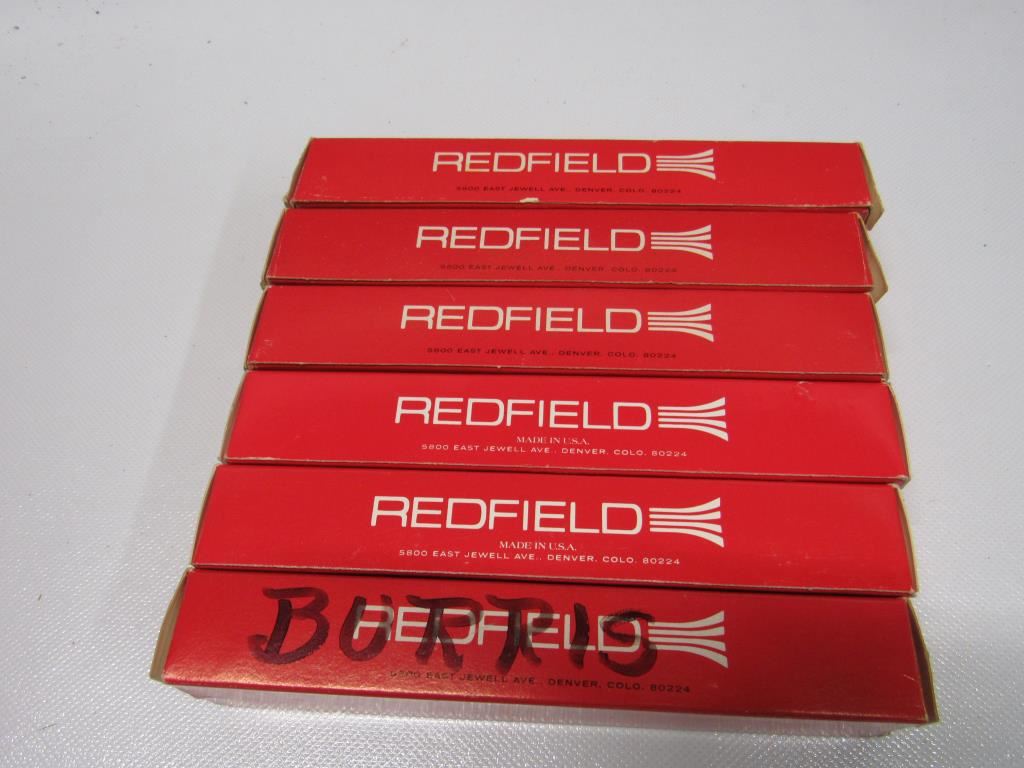 REDFIELD
5800 EAST JEWELL AVE., DENVER, COLO. 80224
REDFIELD
5800 EAST JEWELL AVE., DENVER, COLO. 80224
REDFIELD
5800 EAST JEWELL AVE., DENVER, COLO. 80224
REDFIELD
MADE IN U.S.A.
5800 EAST JEWELL AVE., DENVER, COLO. 80224
REDFIELD
MADE IN U.S.A.
5800 EAST JEWELL AVE., DENVER, COLO. 80224
REDFIELD
BURRIS
5800 EAST JEWELL AVE., DENVER, COLO. 80224